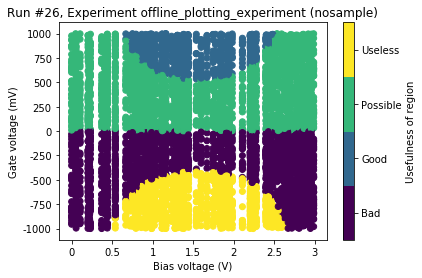 Run #26, Experiment offline_plotting_experiment (nosample)
1000
750
500
250
0
-250
-500
-750
-1000
Gate voltage (mV)
0
0.5
1
1.5
2
2.5
3
Bias voltage (V)
Useless
Possible
Good
Bad
Usefulness of region